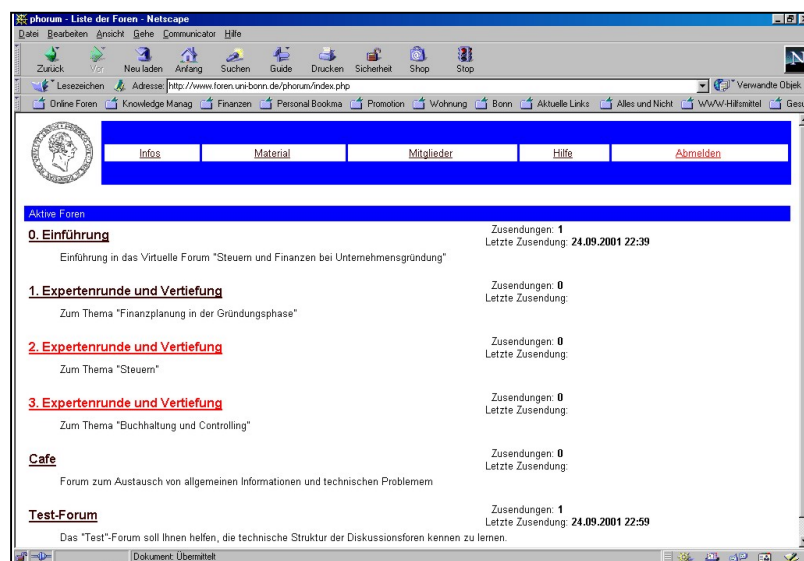 phorum - Liste der Foren - Netscape
Datei Bearbeiten Ansicht Gehe Communicator Hilfe
Zurück Vor Neu laden Anfang Suchen Guide Drucken Sicherheit Shop Stop
Lesezeichen Adresse: http://www.foren.uni-bonn.de/phorum/index.php Verwandte Objek
Online Foren Knowledge Manag Finanzen Personal Bookma Promotion Wohnung Bonn Aktuelle Links Alles und Nicht WWW-Hilfsmittel Gesu
Infos Material Mitglieder Hilfe Abmelden
Aktive Foren
0. Einführung Zusendungen: 1
Letzte Zusendung: 24.09.2001 22:39
Einführung in das Virtuelle Forum "Steuern und Finanzen bei Unternehmensgründung"
1. Expertenrunde und Vertiefung Zusendungen: 0
Letzte Zusendung:
Zum Thema "Finanzplanung in der Gründungsphase"
2. Expertenrunde und Vertiefung Zusendungen: 0
Letzte Zusendung:
Zum Thema "Steuern"
3. Expertenrunde und Vertiefung Zusendungen: 0
Letzte Zusendung:
Zum Thema "Buchhaltung und Controlling"
Cafe Zusendungen: 0
Letzte Zusendung:
Forum zum Austausch von allgemeinen Informationen und technischen Problemem
Test-Forum Zusendungen: 1
Letzte Zusendung: 24.09.2001 22:59
Das "Test"-Forum soll Ihnen helfen, die technische Struktur der Diskussionsforen kennen zu lernen.
Dokument: Übermittelt